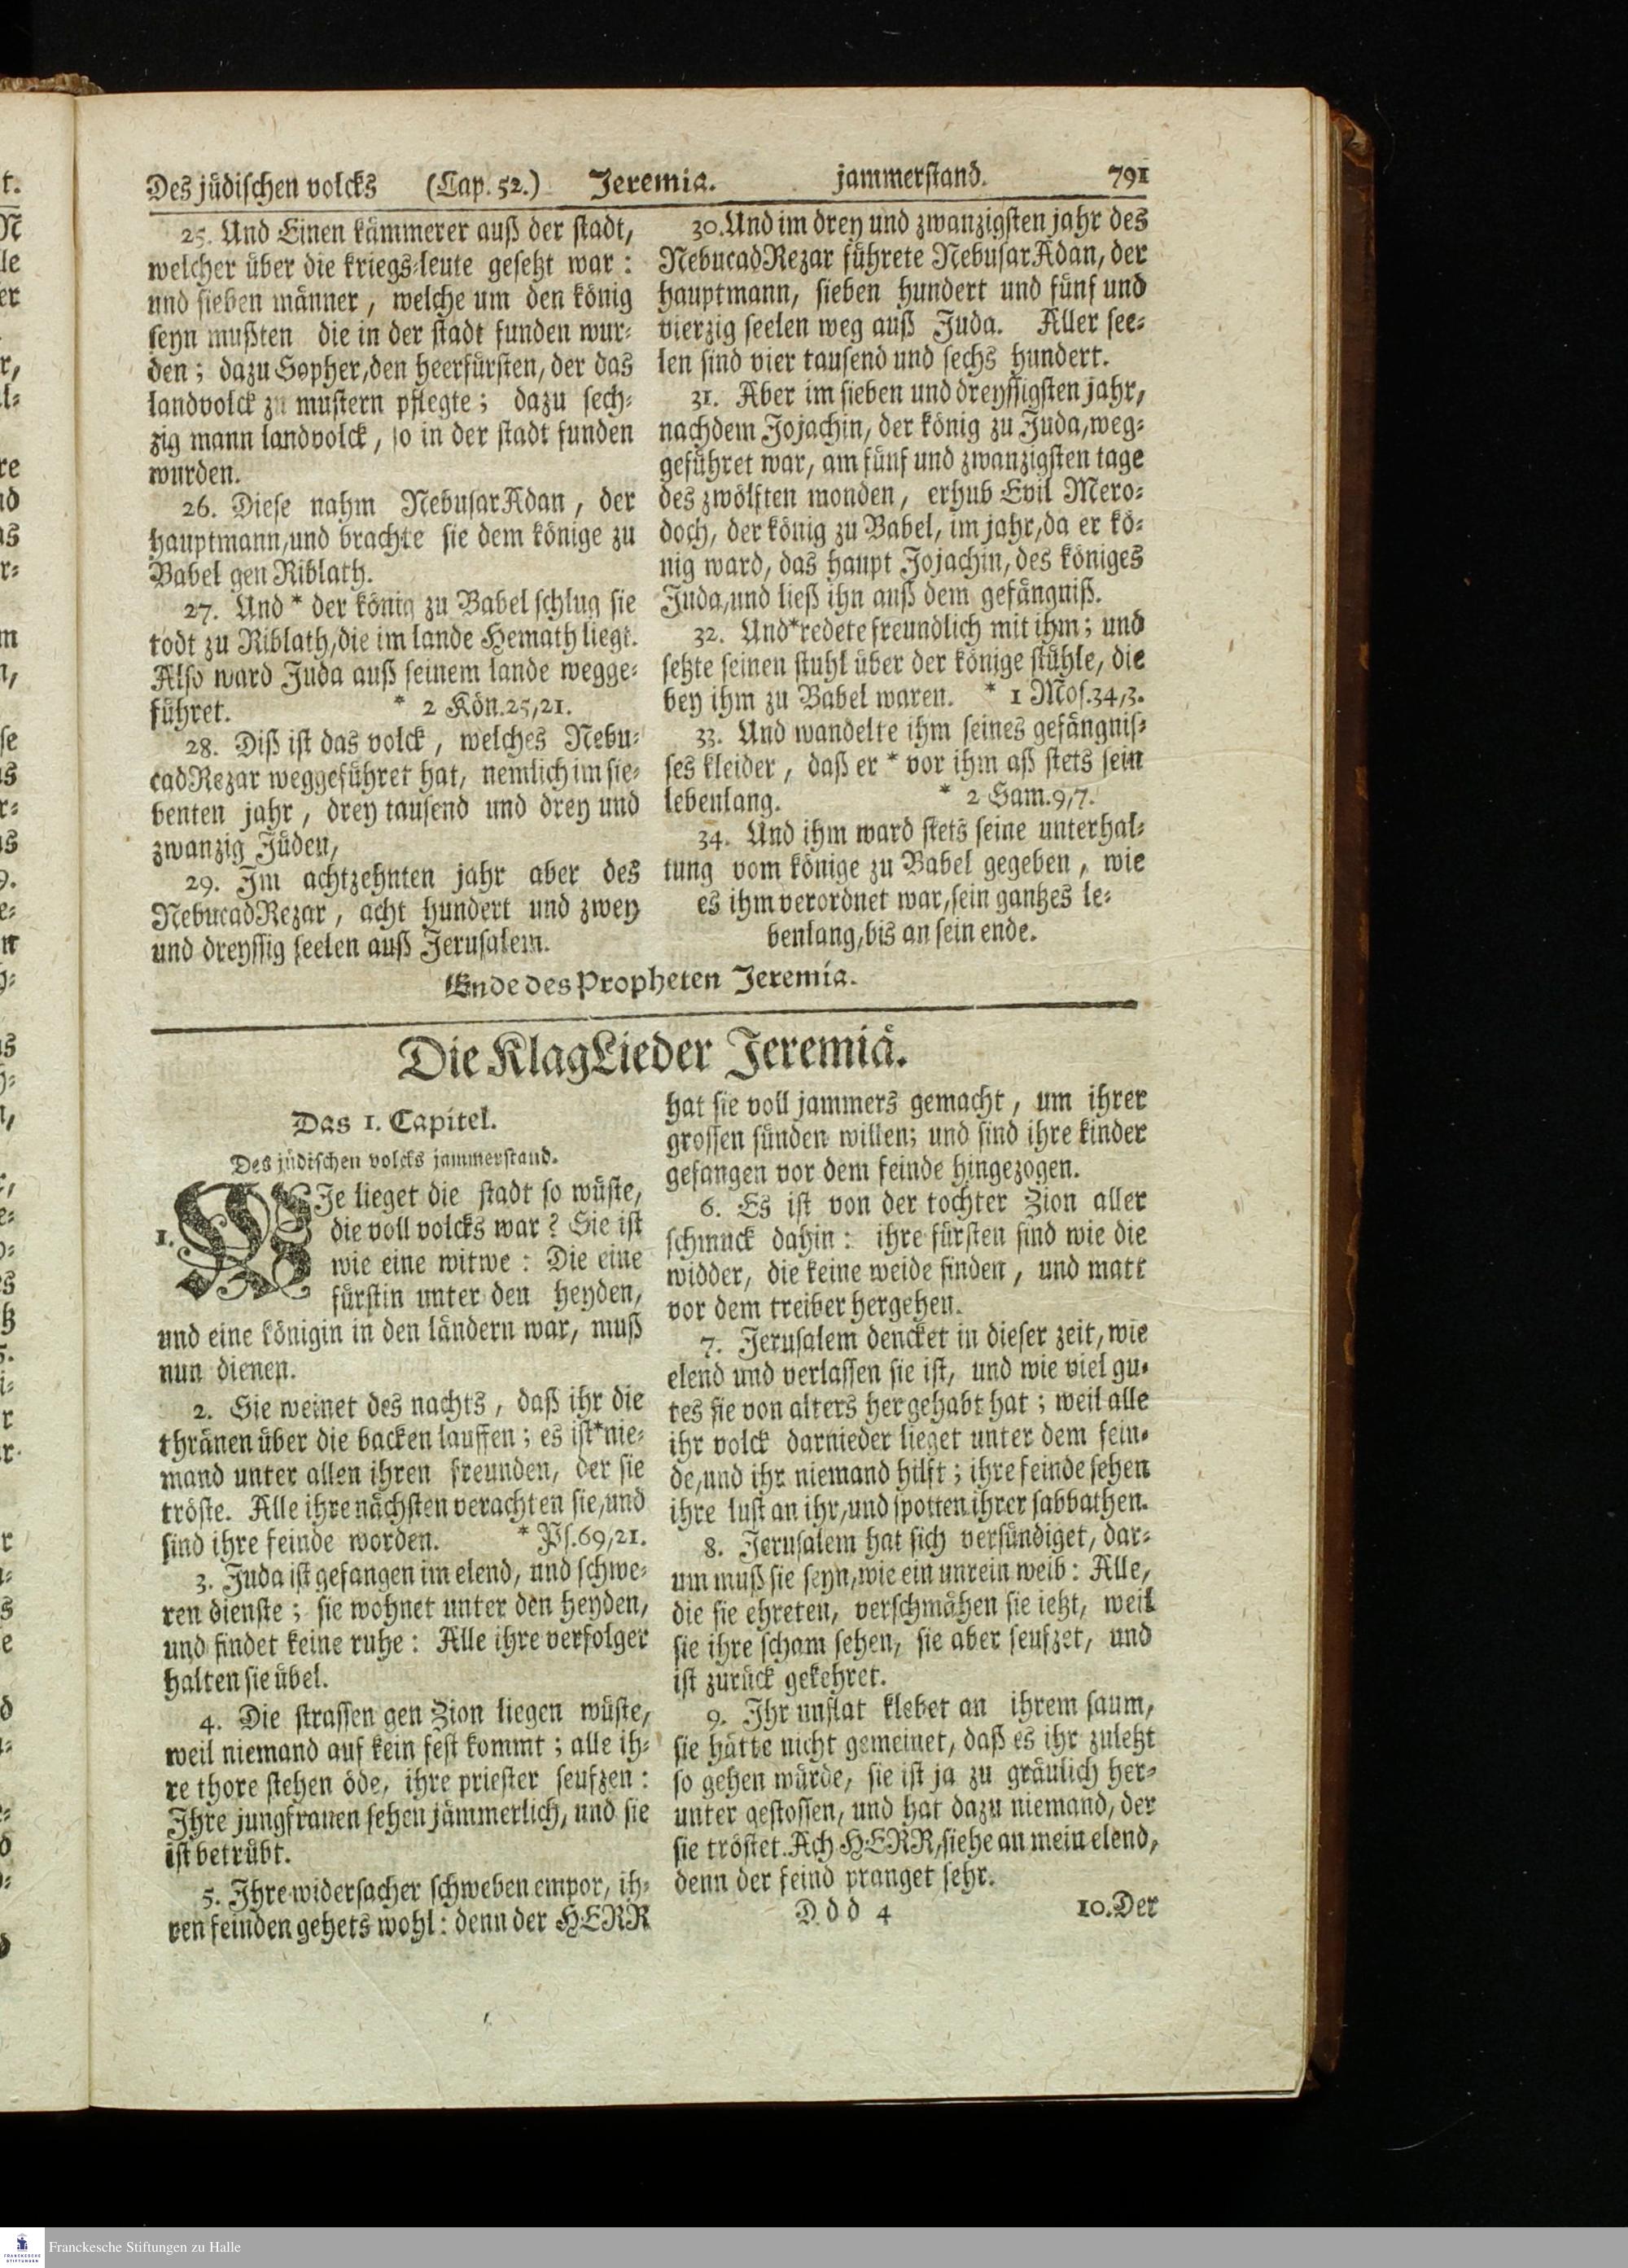 Des jüdischen volcks (Cap. 52.) Jeremia. jammerstand. 791
25. Und Einen kämmerer auß der stadt,
welcher über die kriegs-leute gesetzt war:
und sieben männer, welche um den könig
seyn mußten die in der stadt funden wur-
den; dazu Sopher, den heerfürsten, der das
landvolck zu mustern pflegte; dazu sech-
zig mann landvolck, so in der stadt funden
wurden.
26. Diese nahm NebusarAdan, der
hauptmann, und brachte sie dem könige zu
Babel gen Riblath.
27. Und * der könig zu Babel schlug sie
todt zu Riblath, die im lande Hemath liegt.
Also ward Juda auß seinem lande wegge-
führet. * 2 Kön.25,21.
28. Diß ist das volck, welches Nebu-
cadRezar weggeführet hat, nemlich im sie-
benten jahr, drey tausend und drey und
zwanzig Jüden,
29. Im achtzehnten jahr aber des
NebucadRezar, acht hundert und zwey
und dreyssig seelen auß Jerusalem.
30. Und im drey und zwanzigsten jahr des
NebucadRezar führete NebusarAdan, der
hauptmann, sieben hundert und fünf und
vierzig seelen weg auß Juda. Aller see-
len sind vier tausend und sechs hundert.
31. Aber im sieben und dreyssigsten jahr,
nachdem Jojachin, der könig zu Juda, weg-
geführet war, am fünf und zwanzigsten tage
des zwölften monden, erhub Evil Mero-
doch, der könig zu Babel, im jahr, da er kö-
nig ward, das haupt Jojachin, des königes
Juda, und ließ ihn auß dem gefängniß.
32. Und*redete freundlich mit ihm; und
setzte seinen stuhl über der könige stühle, die
bey ihm zu Babel waren. * 1 Mos.34,3.
33. Und wandelte ihm seines gefängnis-
ses kleider, daß er * vor ihm aß stets sein
lebenlang. * 2 Sam.9,7.
34. Und ihm ward stets seine unterhal-
tung vom könige zu Babel gegeben, wie
es ihm verordnet war, sein gantzes le-
benlang, bis an sein ende.
Ende des Propheten Jeremia.
Die KlagLieder Jeremiä.
Das 1. Capitel.
Des jüdischen volcks jammerstand.
1. WJe lieget die stadt so wüste,
die voll volcks war? Sie ist
wie eine witwe: Die eine
fürstin unter den heyden,
und eine königin in den ländern war, muß
nun dienen.
2. Sie weinet des nachts, daß ihr die
thränen über die backen lauffen; es ist*nie-
mand unter allen ihren freunden, der sie
tröste. Alle ihre nächsten verachten sie, und
sind ihre feinde worden. * Ps.69,21.
3. Juda ist gefangen im elend, und schwe-
ren dienste; sie wohnet unter den heyden,
und findet keine ruhe: Alle ihre verfolger
halten sie übel.
4. Die strassen gen Zion liegen wüste,
weil niemand auf kein fest kommt; alle ih-
re thore stehen öde, ihre priester seufzen:
Jhre jungfrauen sehen jämmerlich, und sie
ist betrübt.
5. Jhre widersacher schweben empor, ih-
ren feinden gehets wohl: denn der HERR
hat sie voll jammers gemacht, um ihrer
grossen sünden willen; und sind ihre kinder
gefangen vor dem feinde hingezogen.
6. Es ist von der tochter Zion aller
schmuck dahin: ihre fürsten sind wie die
widder, die keine weide finden, und matt
vor dem treiber hergehen.
7. Jerusalem dencket in dieser zeit, wie
elend und verlassen sie ist, und wie viel gu-
tes sie von alters her gehabt hat; weil alle
ihr volck darnieder lieget unter dem fein-
de, und ihr niemand hilft; ihre feinde sehen
ihre lust an ihr, und spotten ihrer sabbathen.
8. Jerusalem hat sich versündiget, dar-
um muß sie seyn, wie ein unrein weib: Alle,
die sie ehreten, verschmähen sie ietzt, weil
sie ihre scham sehen, sie aber seufzet, und
ist zurück gekehret.
9. Jhr unflat klebet an ihrem saum,
sie hätte nicht gemeinet, daß es ihr zuletzt
so gehen würde, sie ist ja zu gräulich her-
unter gestossen, und hat dazu niemand, der
sie tröstet. Ach HERR, siehe an mein elend,
denn der feind pranget sehr.
D d d 4 10. Der
Franckesche Stiftungen zu Halle